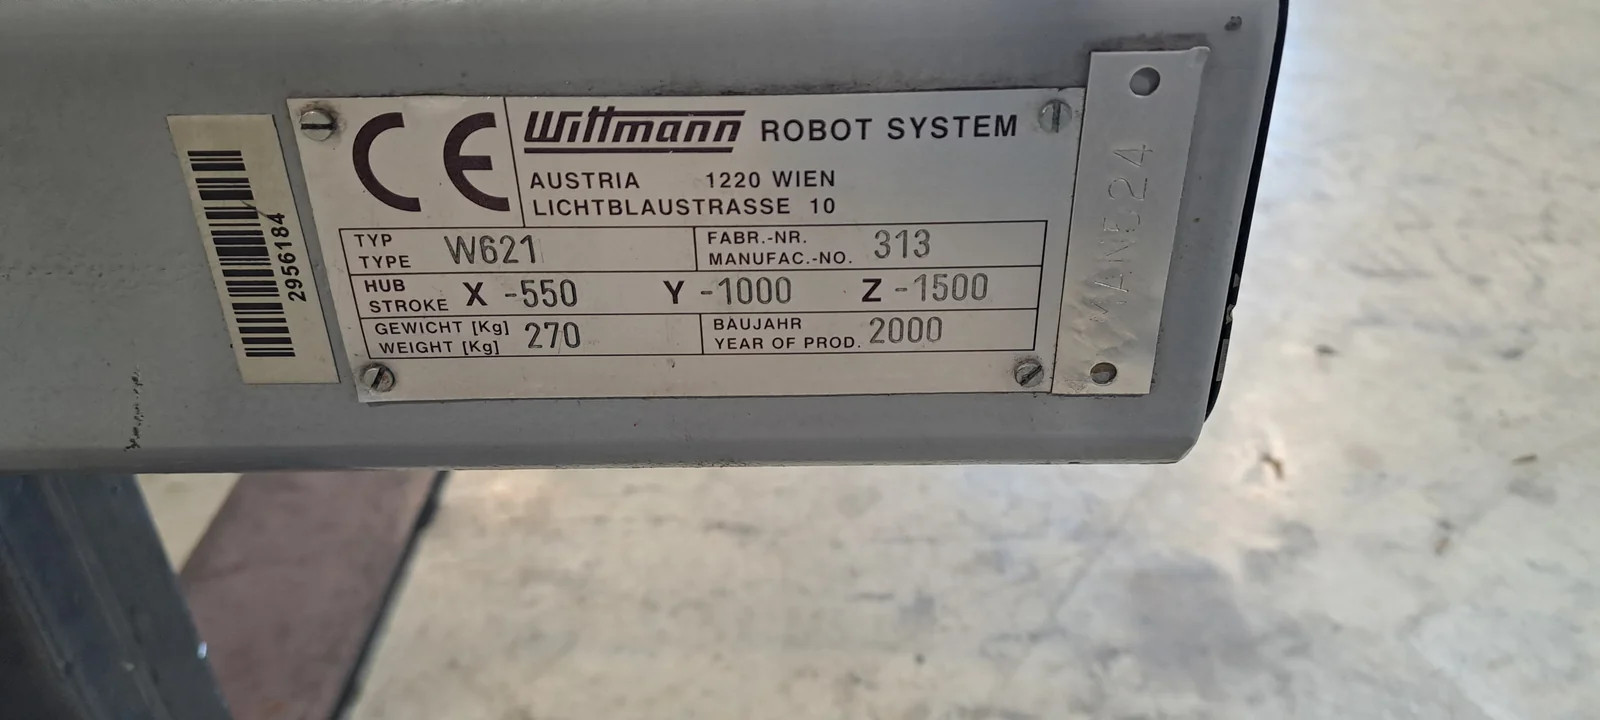 2956184
CE
Wittmann ROBOT SYSTEM
AUSTRIA 1220 WIEN
LICHTBLAUSTRASSE 10
TYP
TYPE W621
FABR.-NR.
MANUFAC.-NO. 313
HUB
STROKE X -550 Y -1000 Z -1500
GEWICHT [Kg]
WEIGHT [Kg] 270
BAUJAHR
YEAR OF PROD. 2000